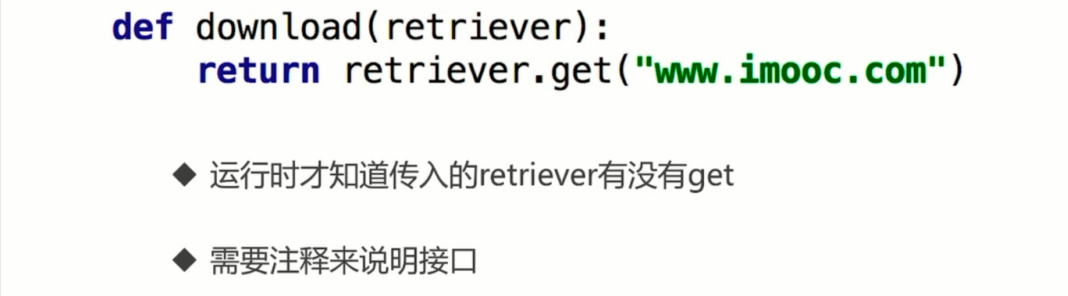 def download(retriever):
    return retriever.get("www.imooc.com")
◆ 运行时才知道传入的retriever有没有get
◆ 需要注释来说明接口